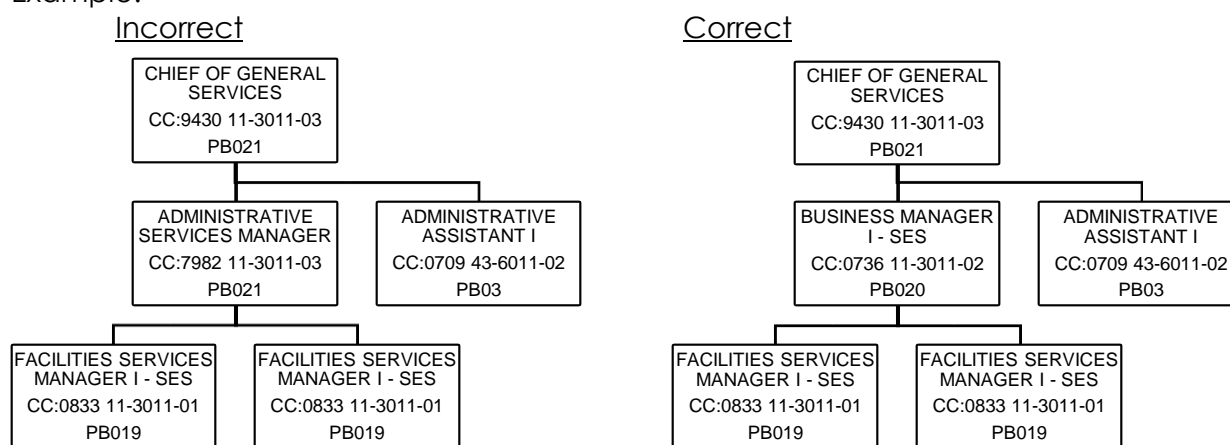 Example:
Incorrect
CHIEF OF GENERAL
SERVICES
CC:9430 11-3011-03
PB021
ADMINISTRATIVE
SERVICES MANAGER
CC:7982 11-3011-03
PB021
ADMINISTRATIVE
ASSISTANT I
CC:0709 43-6011-02
PB03
FACILITIES SERVICES
MANAGER I - SES
CC:0833 11-3011-01
PB019
FACILITIES SERVICES
MANAGER I - SES
CC:0833 11-3011-01
PB019
Correct
CHIEF OF GENERAL
SERVICES
CC:9430 11-3011-03
PB021
BUSINESS MANAGER
I - SES
CC:0736 11-3011-02
PB020
ADMINISTRATIVE
ASSISTANT I
CC:0709 43-6011-02
PB03
FACILITIES SERVICES
MANAGER I - SES
CC:0833 11-3011-01
PB019
FACILITIES SERVICES
MANAGER I - SES
CC:0833 11-3011-01
PB019